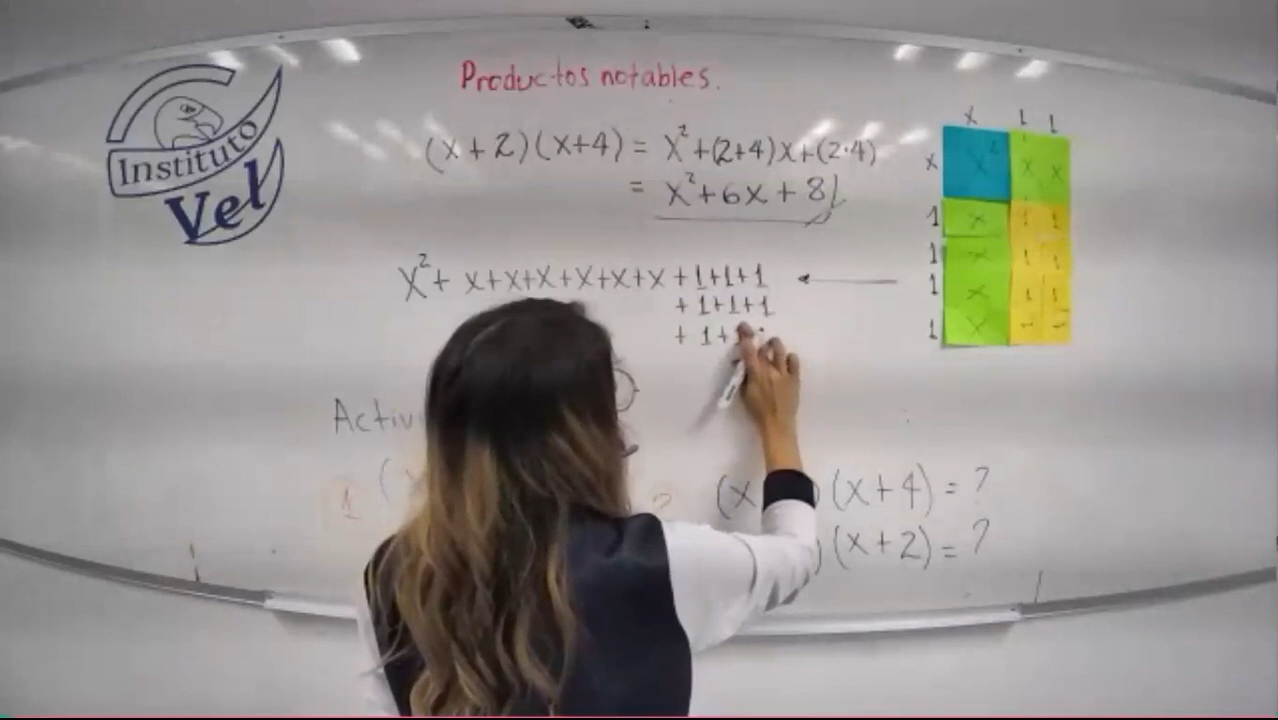 Productos notables.
Instituto
Vel
(x+2)(x+4) = x²+(2+4)x+(2·4)
= x²+6x+8
x²+ x+x+x+x+x+x +1+1+1
+ 1+1+1
+ 1+
x 1 1
x x² x x
1 x 1 1
1 x 1 1
1 x 1 1
1 x 1 1
1
2
(x
(x+4) = ?
(x+2) = ?